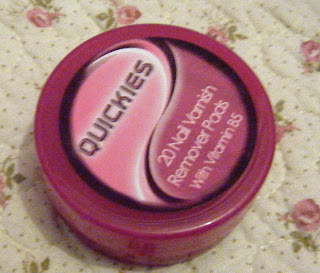 QUICKIES
20 Nail Varnish
Remover Pads
With Vitamin B5